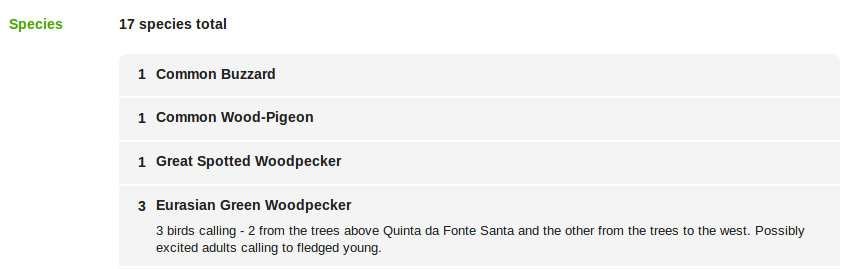 Species 17 species total
1 Common Buzzard
1 Common Wood-Pigeon
1 Great Spotted Woodpecker
3 Eurasian Green Woodpecker
3 birds calling - 2 from the trees above Quinta da Fonte Santa and the other from the trees to the west. Possibly
excited adults calling to fledged young.